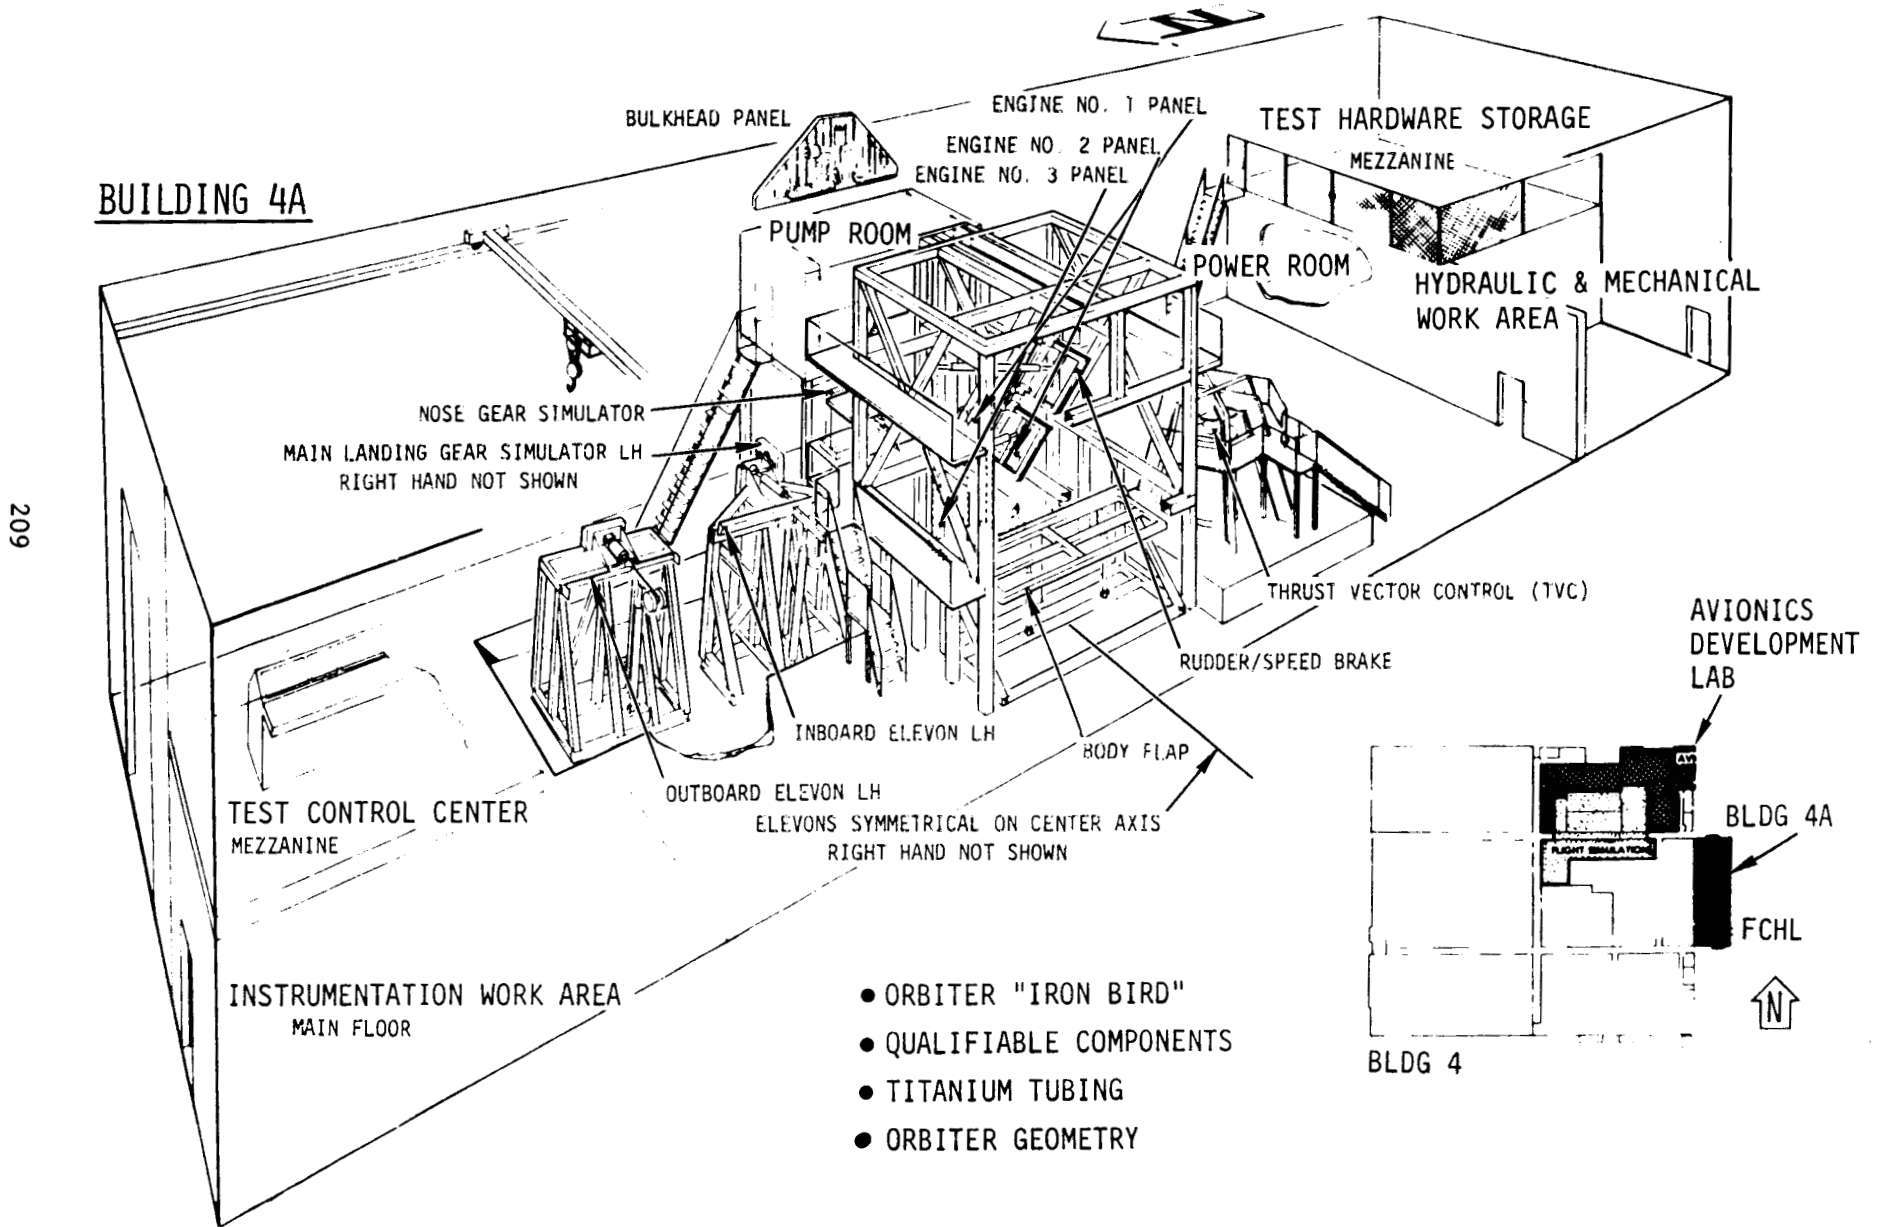 BUILDING 4A
BULKHEAD PANEL
ENGINE NO. 1 PANEL
ENGINE NO. 2 PANEL
ENGINE NO. 3 PANEL
TEST HARDWARE STORAGE
MEZZANINE
PUMP ROOM
POWER ROOM
HYDRAULIC & MECHANICAL
WORK AREA
NOSE GEAR SIMULATOR
MAIN LANDING GEAR SIMULATOR LH
RIGHT HAND NOT SHOWN
209
THRUST VECTOR CONTROL (TVC)
RUDDER/SPEED BRAKE
INBOARD ELEVON LH
BODY FLAP
OUTBOARD ELEVON LH
ELEVONS SYMMETRICAL ON CENTER AXIS
RIGHT HAND NOT SHOWN
TEST CONTROL CENTER
MEZZANINE
INSTRUMENTATION WORK AREA
MAIN FLOOR
• ORBITER "IRON BIRD"
• QUALIFIABLE COMPONENTS
• TITANIUM TUBING
• ORBITER GEOMETRY
AVIONICS
DEVELOPMENT
LAB
AV
FLIGHT SIMULATION
BLDG 4A
FCHL
N
BLDG 4